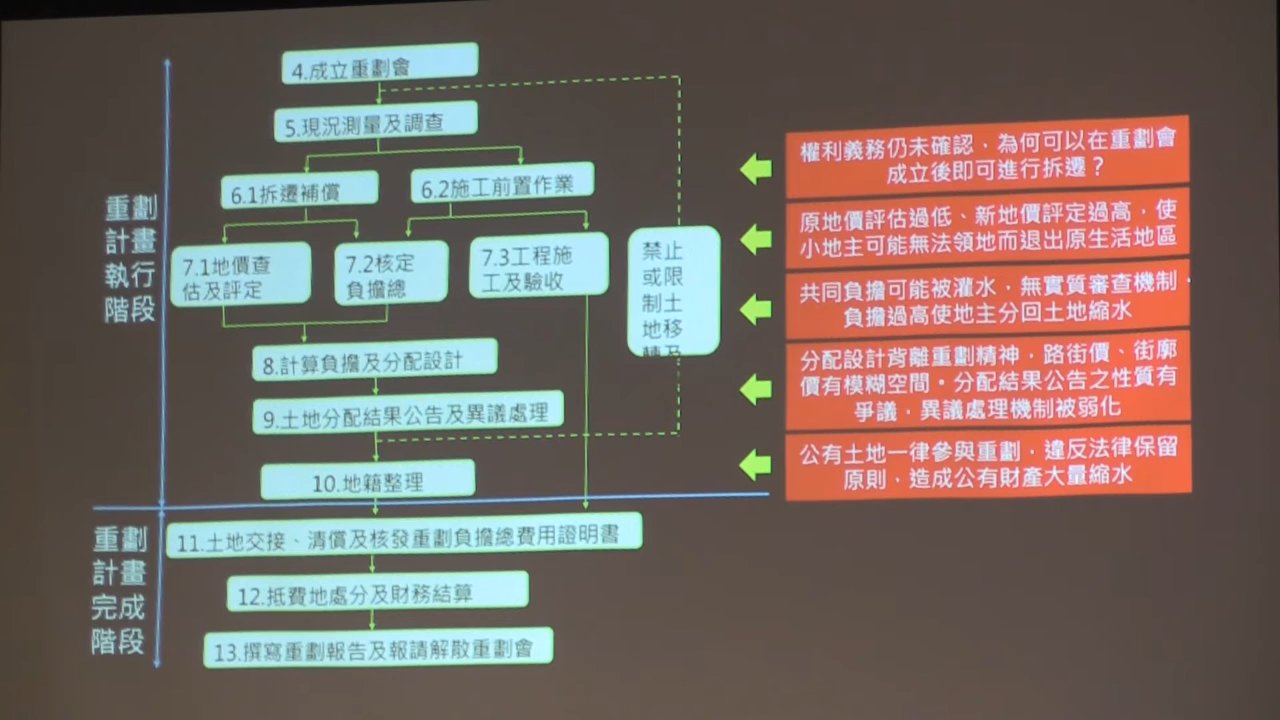 4.成立重劃會
5.現況測量及調查
6.1拆遷補償
6.2施工前置作業
7.1地價查
估及評定
7.2核定
負擔總
7.3工程施
工及驗收
禁止
或限
制土
地移
轉及
8.計算負擔及分配設計
9.土地分配結果公告及異議處理
10.地籍整理
重劃
計畫
執行
階段
11.土地交接、清償及核發重劃負擔總費用證明書
12.抵費地處分及財務結算
13.撰寫重劃報告及報請解散重劃會
重劃
計畫
完成
階段
權利義務仍未確認，為何可以在重劃會
成立後即可進行拆遷？
原地價評估過低、新地價評定過高，使
小地主可能無法領地而退出原生活地區
共同負擔可能被灌水，無實質審查機制，
負擔過高使地主分回土地縮水
分配設計背離重劃精神，路街價、街廓
價有模糊空間。分配結果公告之性質有
爭議，異議處理機制被弱化
公有土地一律參與重劃，違反法律保留
原則，造成公有財產大量縮水